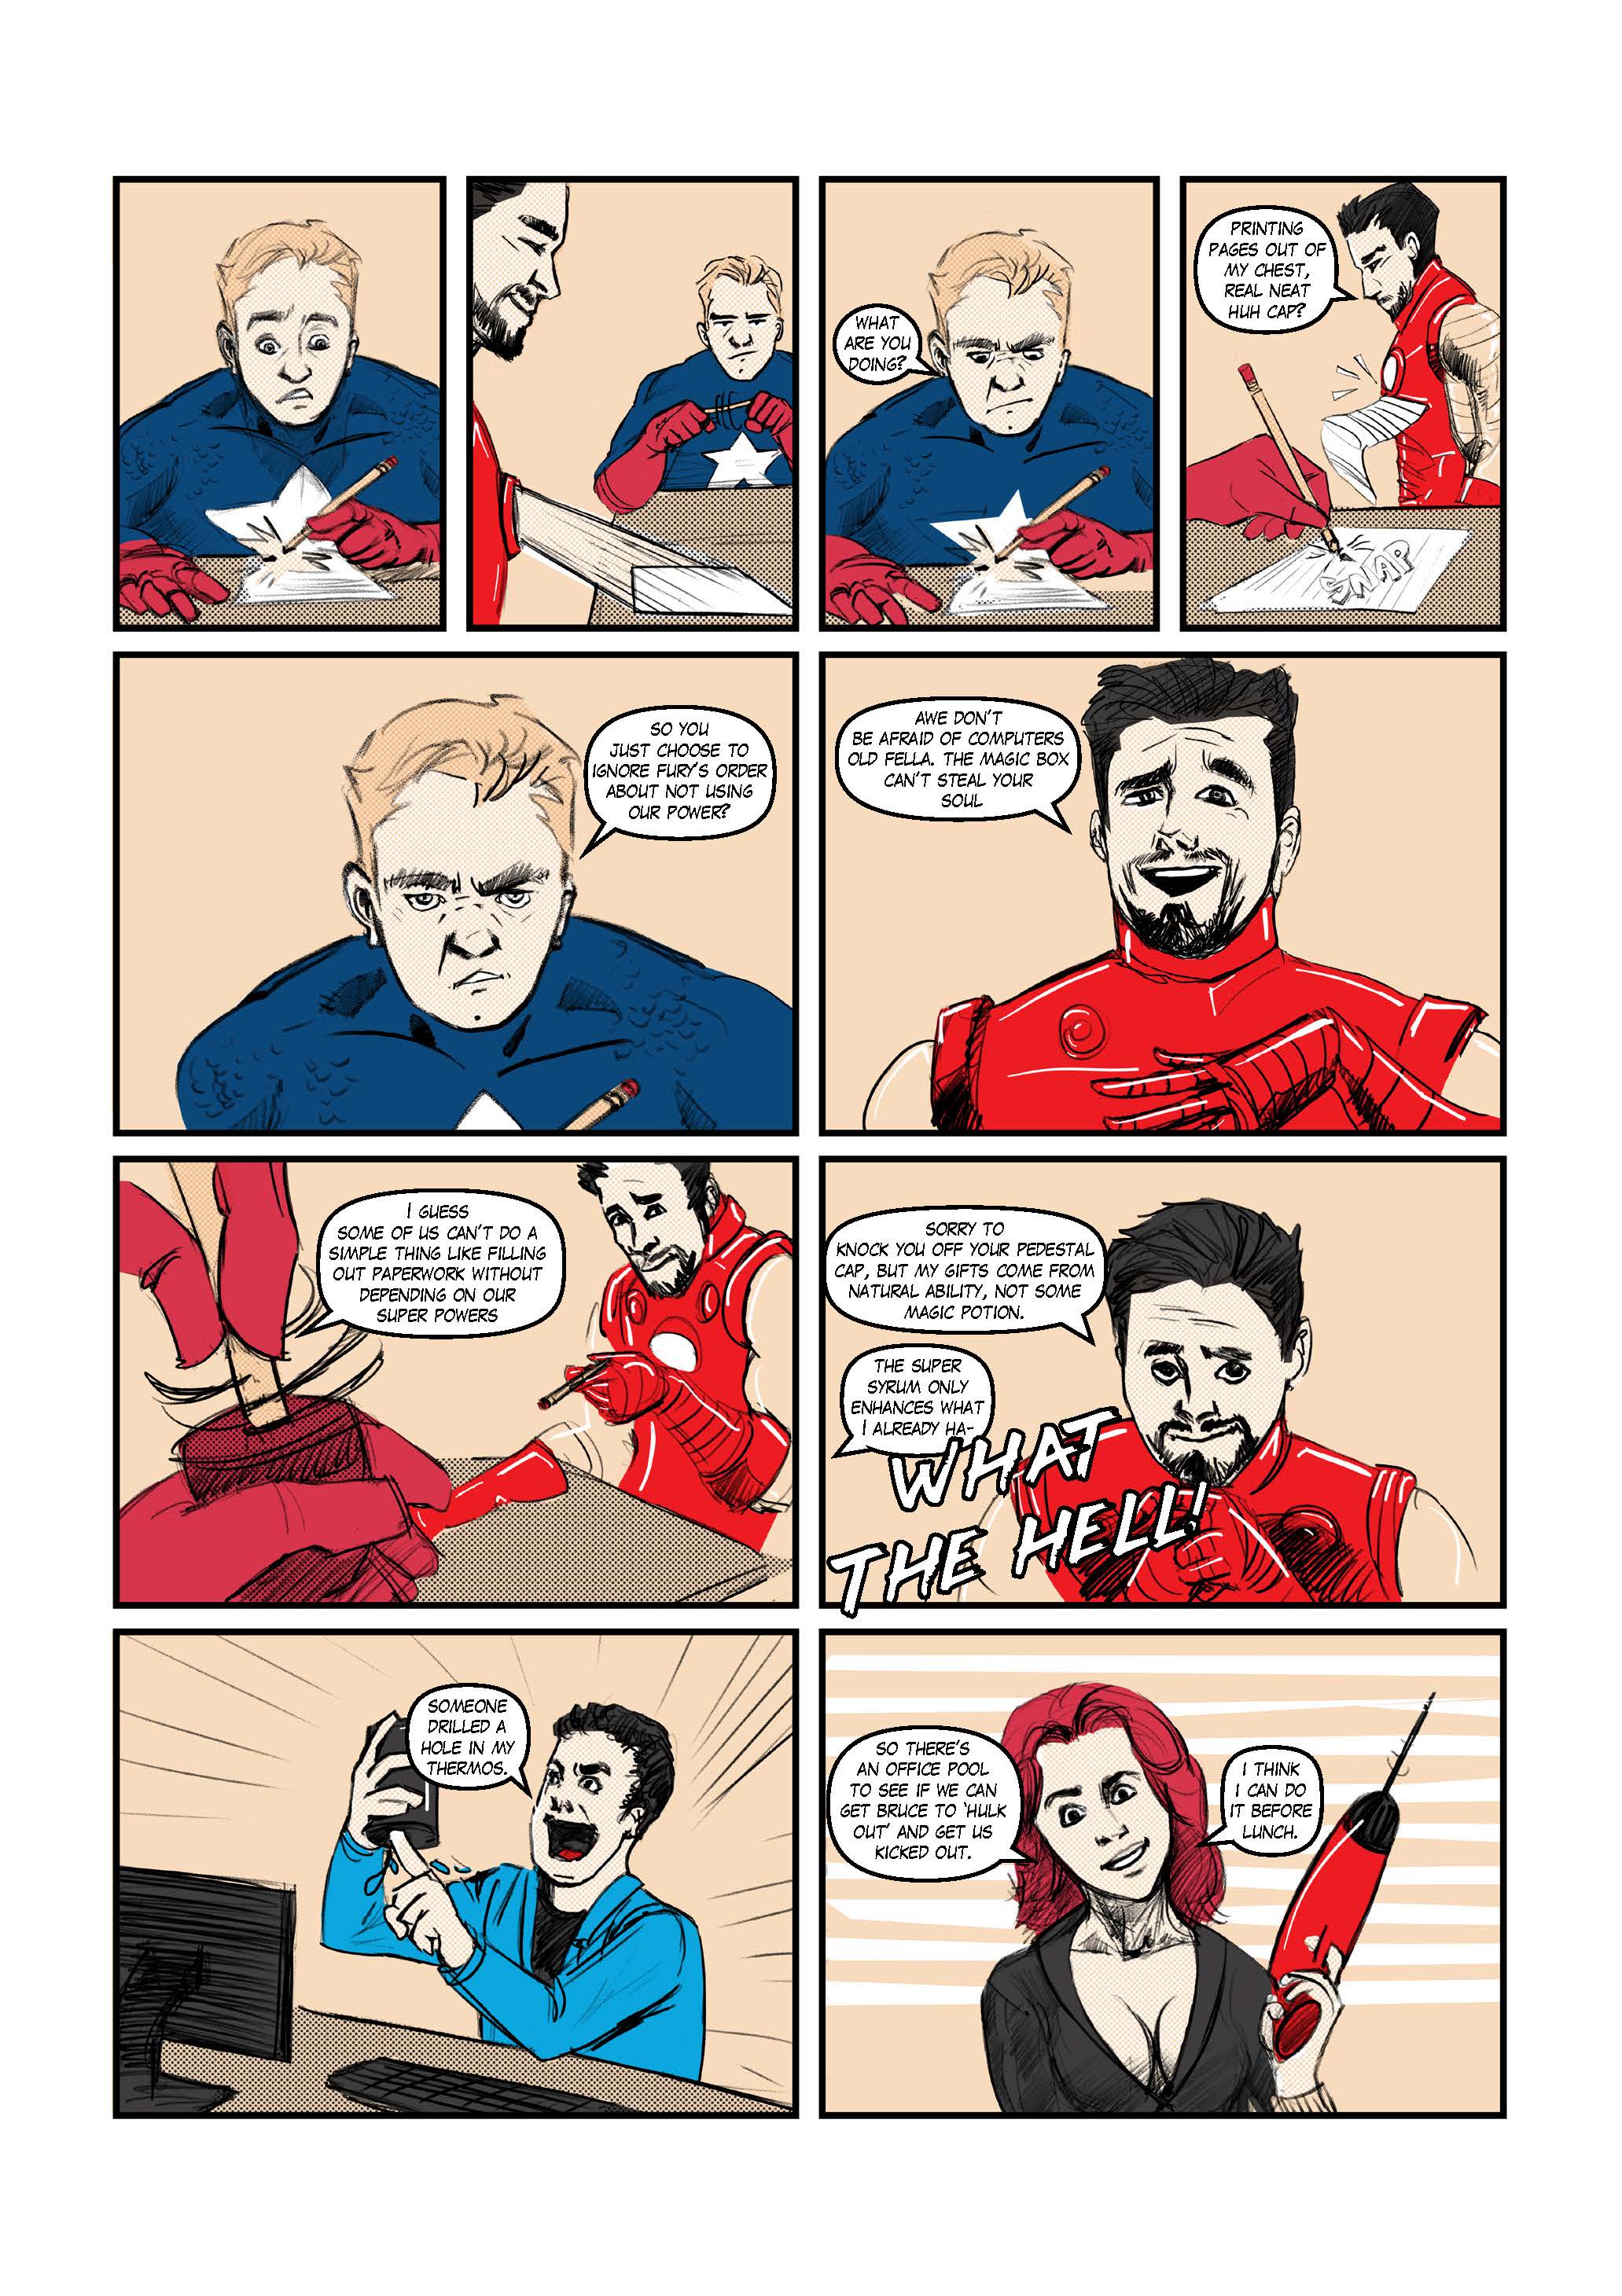 WHAT
ARE YOU
DOING?
PRINTING
PAGES OUT OF
MY CHEST,
REAL NEAT
HUH CAP?
SNAP
SO YOU
JUST CHOOSE TO
IGNORE FURY'S ORDER
ABOUT NOT USING
OUR POWER?
AWE DON'T
BE AFRAID OF COMPUTERS
OLD FELLA. THE MAGIC BOX
CAN'T STEAL YOUR
SOUL
I GUESS
SOME OF US CAN'T DO A
SIMPLE THING LIKE FILLING
OUT PAPERWORK WITHOUT
DEPENDING ON OUR
SUPER POWERS
SORRY TO
KNOCK YOU OFF YOUR PEDESTAL
CAP, BUT MY GIFTS COME FROM
NATURAL ABILITY, NOT SOME
MAGIC POTION.
THE SUPER
SYRUM ONLY
ENHANCES WHAT
I ALREADY HA-
WHAT
THE HELL!
SOMEONE
DRILLED A
HOLE IN MY
THERMOS.
SO THERE'S
AN OFFICE POOL
TO SEE IF WE CAN
GET BRUCE TO 'HULK
OUT' AND GET US
KICKED OUT.
I THINK
I CAN DO
IT BEFORE
LUNCH.